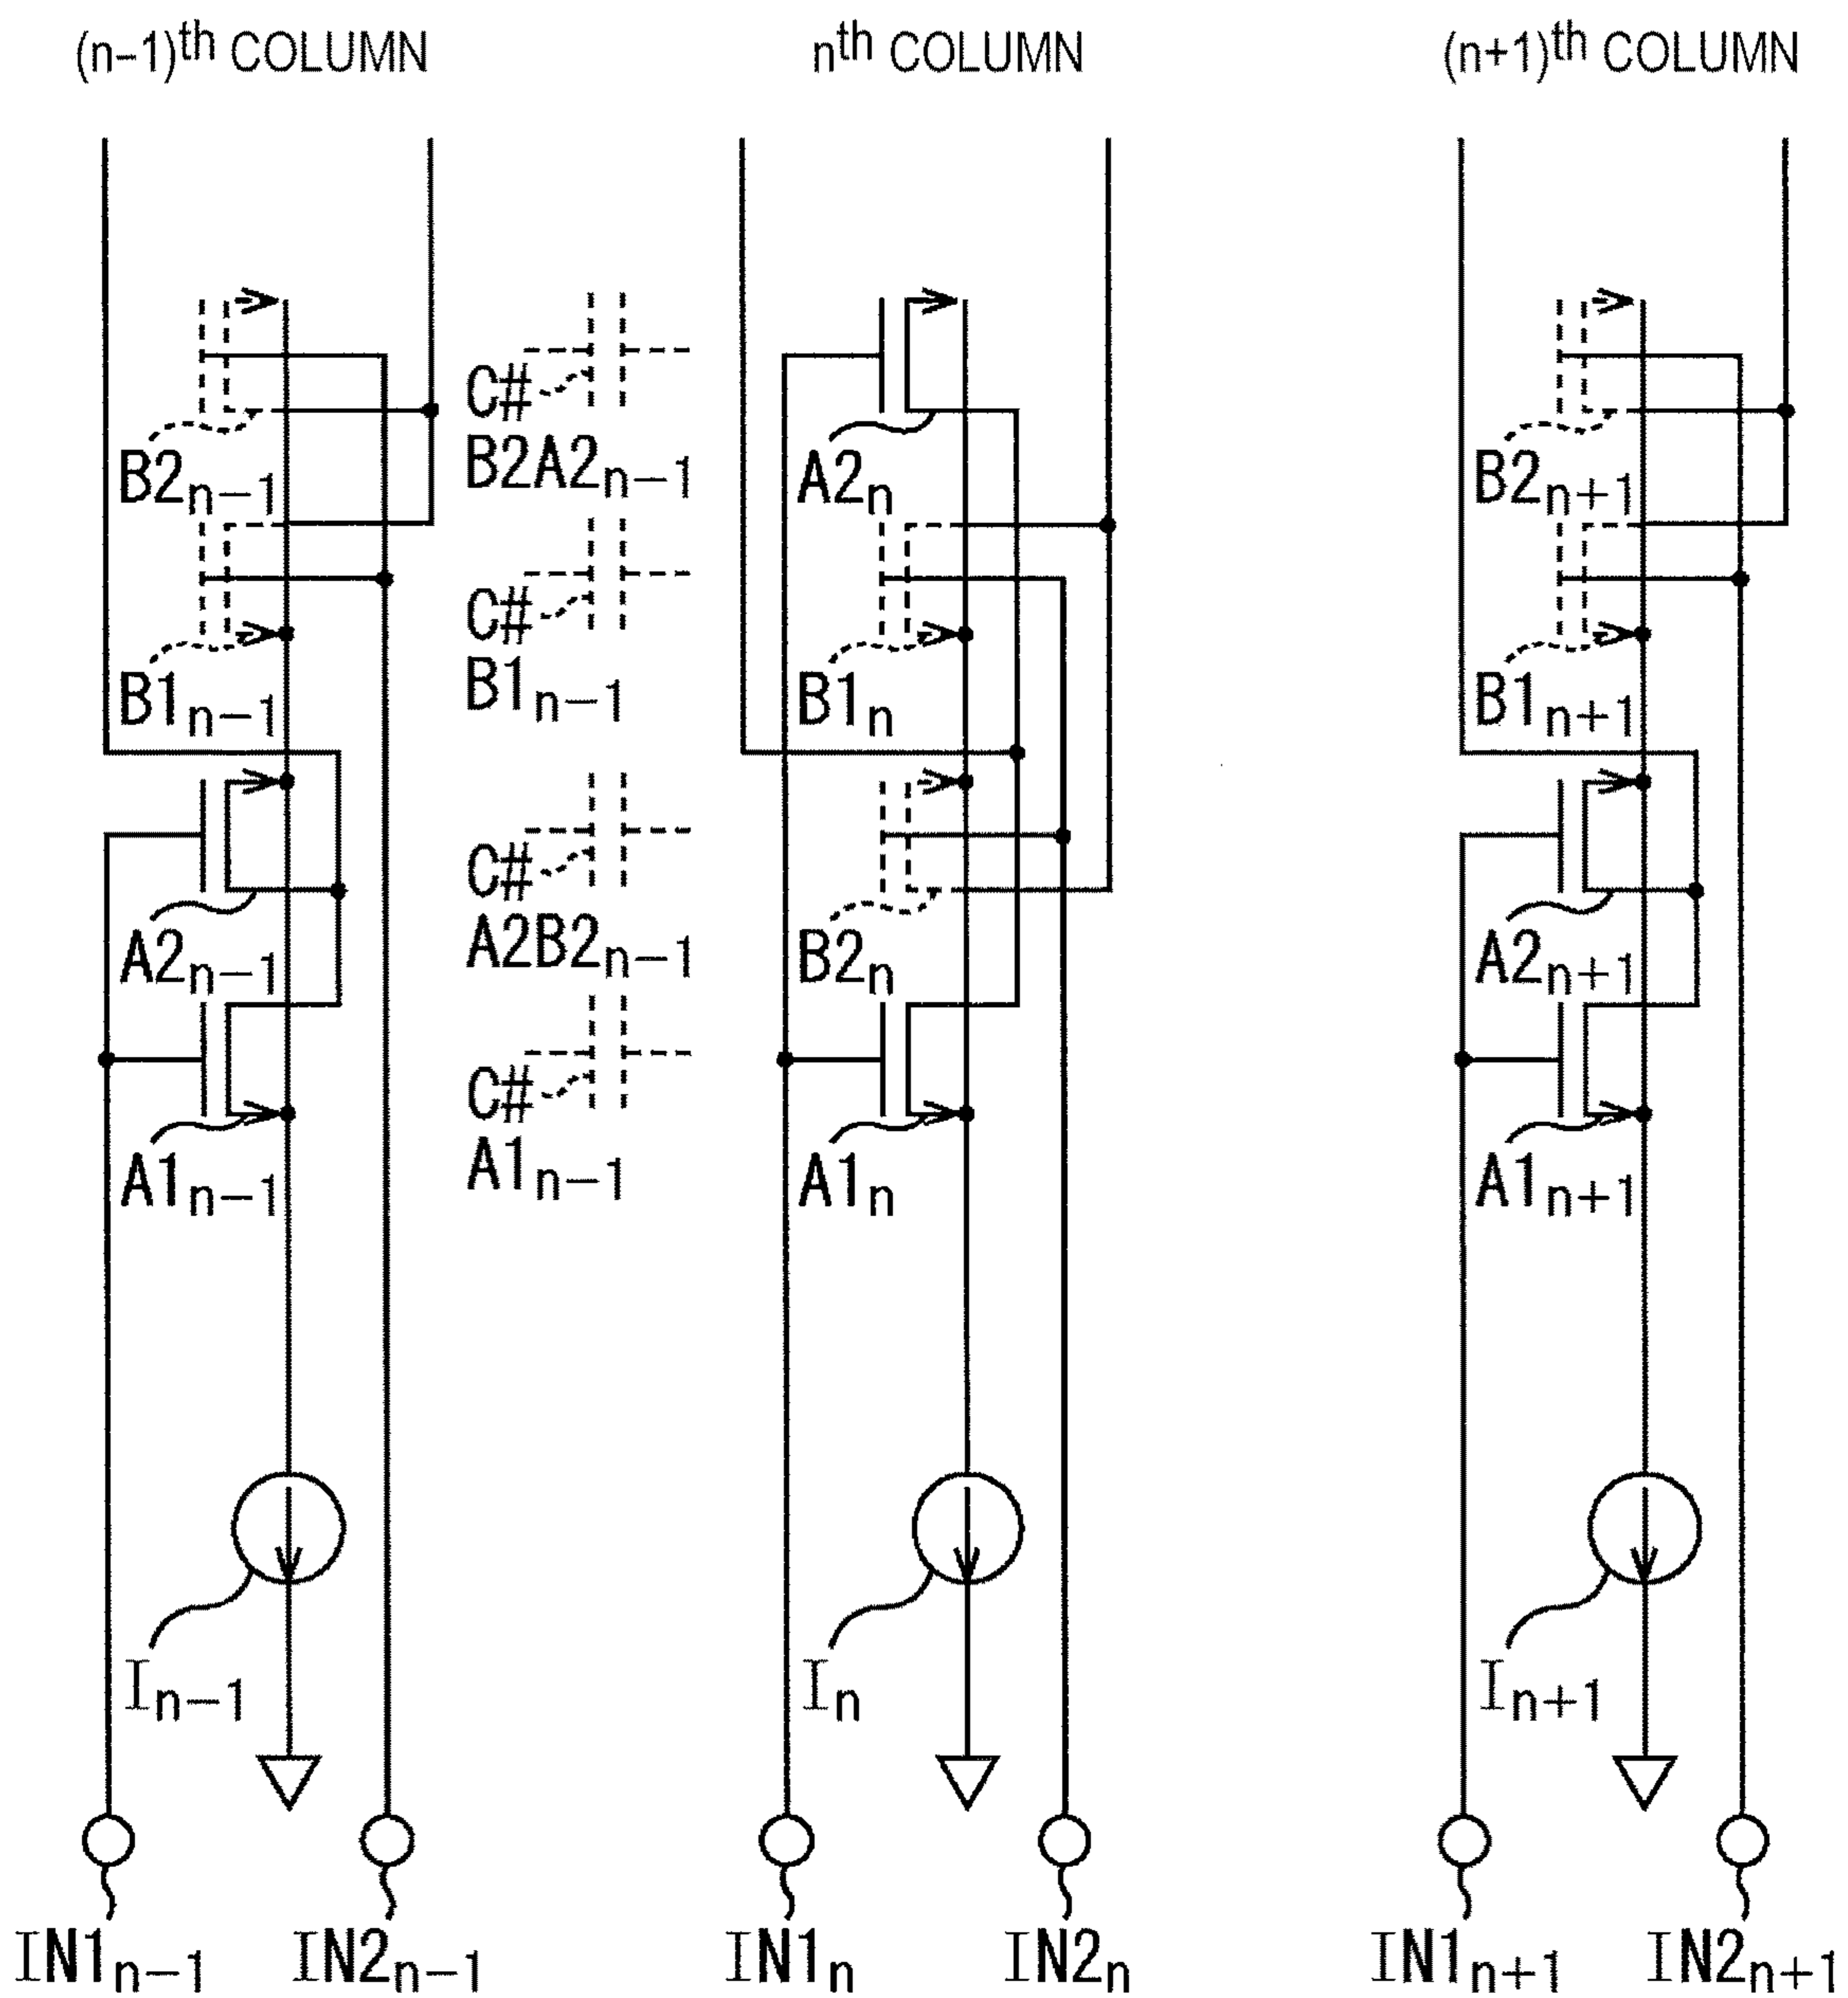 (n-1)th COLUMN
nth COLUMN
(n+1)th COLUMN
B2n-1
C#
B2A2n-1
A2n
B2n+1
B1n-1
C#
B1n-1
B1n
B1n+1
A2n-1
C#
A2B2n-1
B2n
A2n+1
A1n-1
C#
A1n-1
A1n
A1n+1
In-1
In
In+1
IN1n-1
IN2n-1
IN1n
IN2n
IN1n+1
IN2n+1